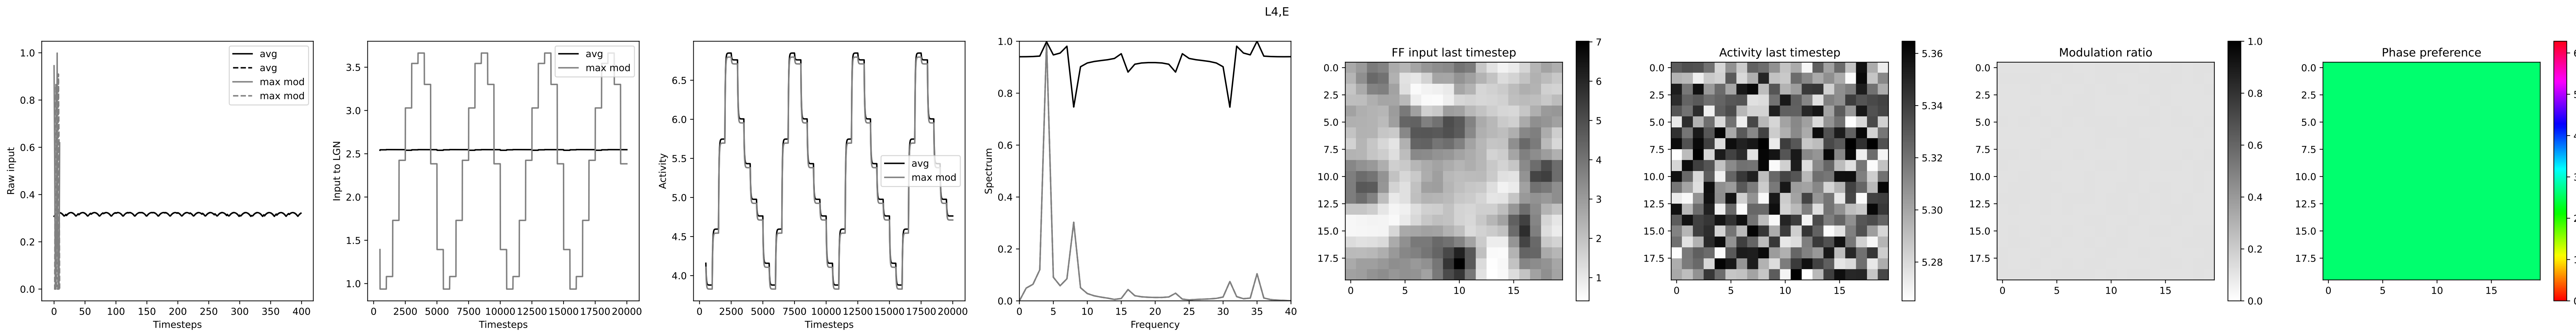 L4,E
Raw input
1.0
0.8
0.6
0.4
0.2
0.0
0 50 100 150 200 250 300 350 400
Timesteps
avg
avg
max mod
max mod
Input to LGN
3.5
3.0
2.5
2.0
1.5
1.0
0 2500 5000 7500 10000 12500 15000 17500 20000
Timesteps
avg
max mod
Activity
6.5
6.0
5.5
5.0
4.5
4.0
0 2500 5000 7500 10000 12500 15000 17500 20000
Timesteps
avg
max mod
Spectrum
1.0
0.8
0.6
0.4
0.2
0.0
0 5 10 15 20 25 30 35 40
Frequency
FF input last timestep
0.0
2.5
5.0
7.5
10.0
12.5
15.0
17.5
0 5 10 15
7
6
5
4
3
2
1
Activity last timestep
0.0
2.5
5.0
7.5
10.0
12.5
15.0
17.5
0 5 10 15
5.36
5.34
5.32
5.30
5.28
Modulation ratio
0.0
2.5
5.0
7.5
10.0
12.5
15.0
17.5
0 5 10 15
1.0
0.8
0.6
0.4
0.2
0.0
Phase preference
0.0
2.5
5.0
7.5
10.0
12.5
15.0
17.5
0 5 10 15